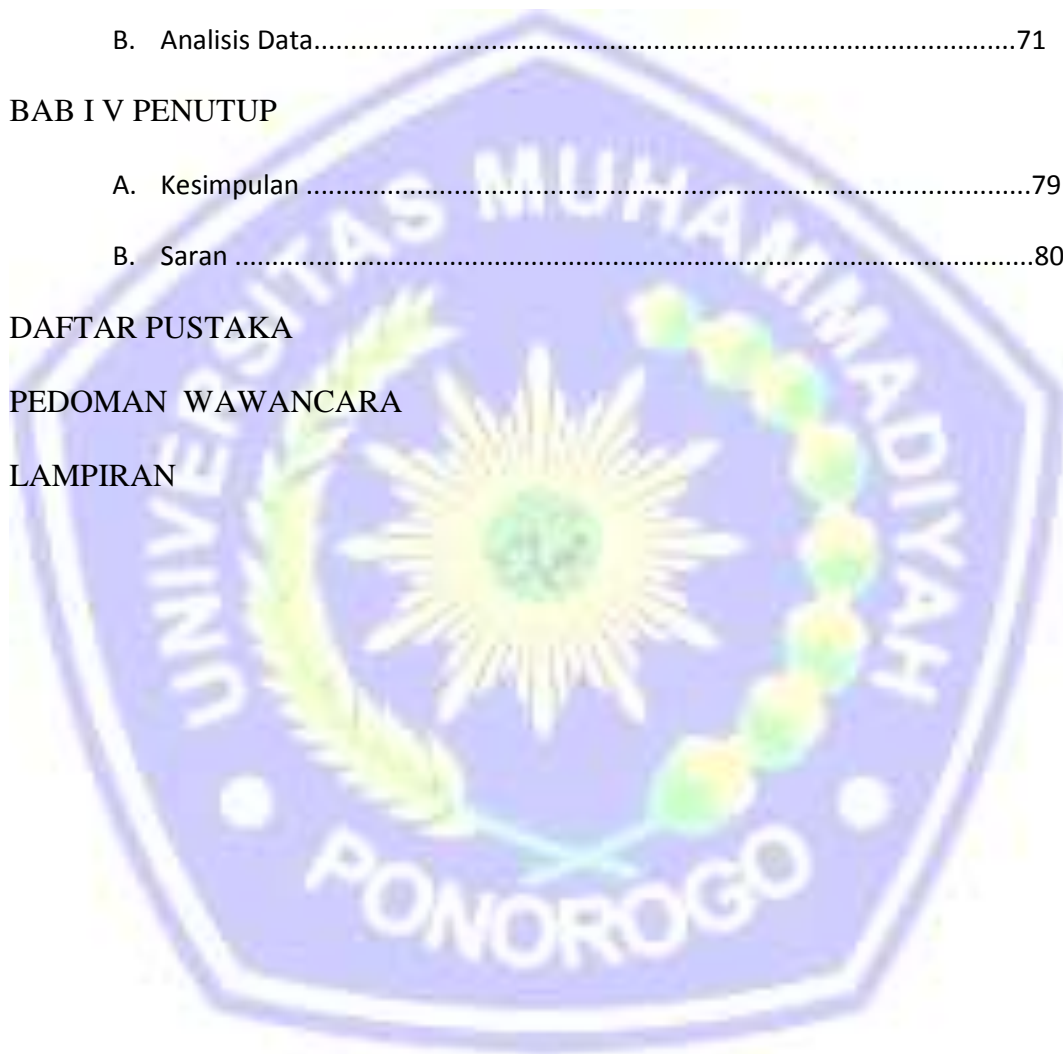 B. Analisis Data........................................................................................71
BAB I V PENUTUP
A. Kesimpulan ...........................................................................................79
B. Saran ....................................................................................................80
DAFTAR PUSTAKA
PEDOMAN WAWANCARA
LAMPIRAN
UNIVERSITAS MUHAMMADIYAH
PONOROGO